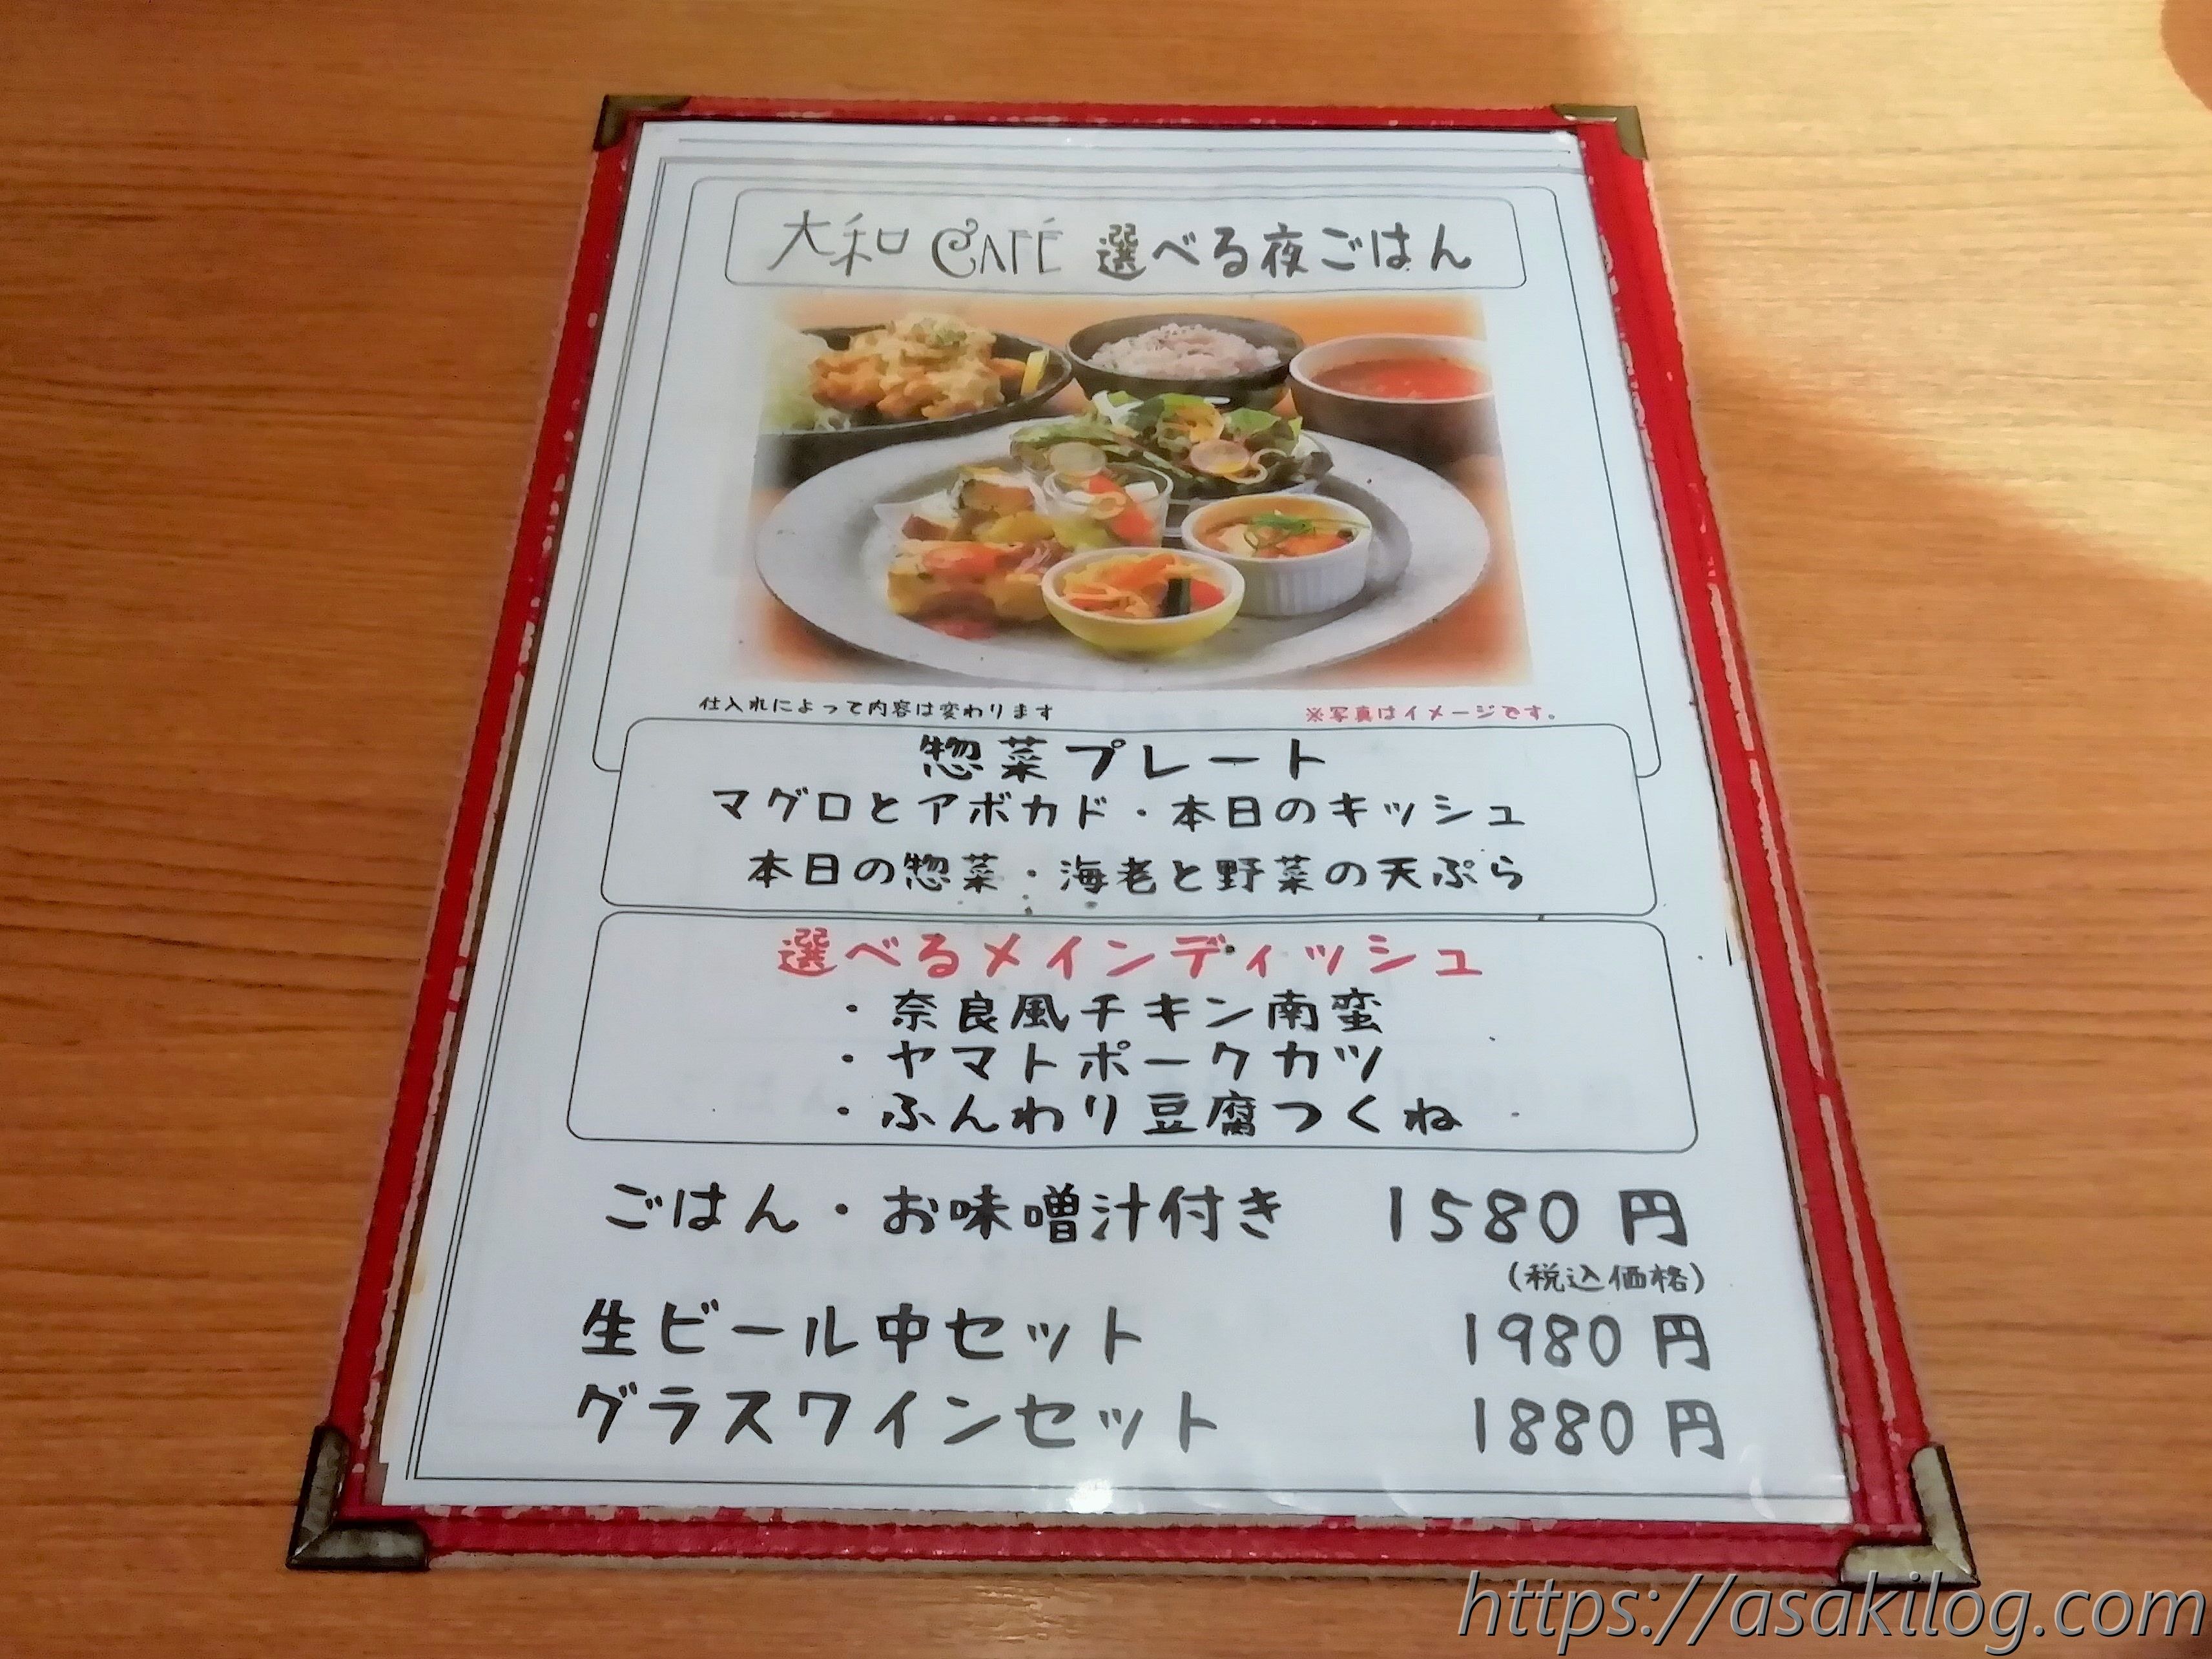 大和 CAFÉ 選べる夜ごはん
仕入れによって内容は変わります
※写真はイメージです。
惣菜プレート
マグロとアボカド・本日のキッシュ
本日の惣菜・海老と野菜の天ぷら
選べるメインディッシュ
・奈良風チキン南蛮
・ヤマトポークカツ
・ふんわり豆腐つくね
ごはん・お味噌汁付き 1580円
(税込価格)
生ビール中セット 1980円
グラスワインセット 1880円
https://asakilog.com